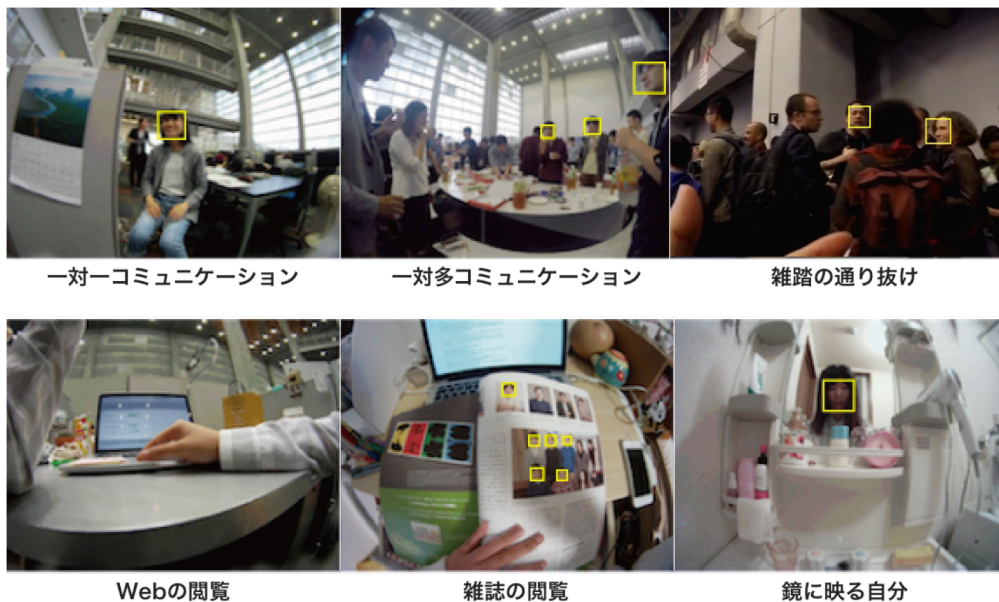 一対一コミュニケーション
一対多コミュニケーション
雑踏の通り抜け
Webの閲覧
雑誌の閲覧
鏡に映る自分